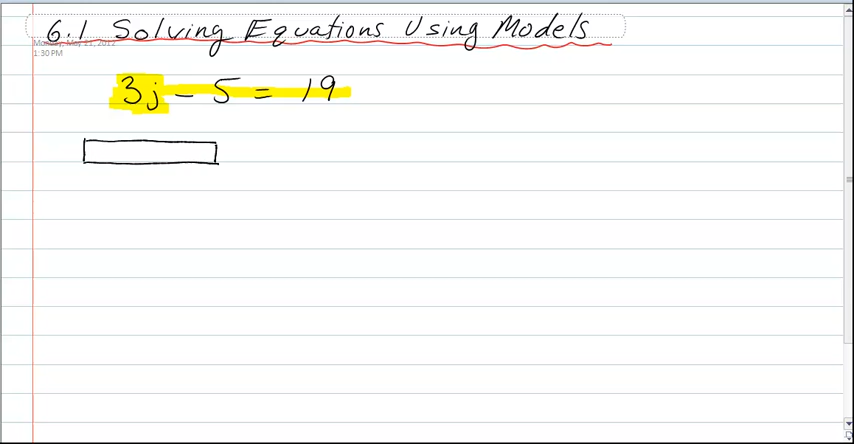 6.1 Solving Equations Using Models
Monday, May 21, 2012
1:30 PM
3j - 5 = 19